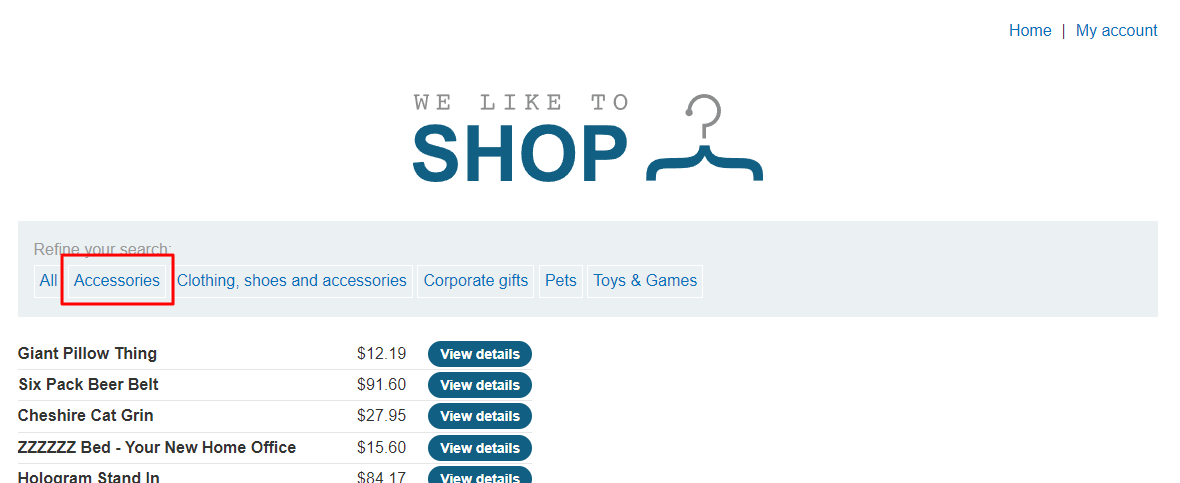 Home | My account
WE LIKE TO
SHOP
Refine your search:
All Accessories Clothing, shoes and accessories Corporate gifts Pets Toys & Games
Giant Pillow Thing $12.19 View details
Six Pack Beer Belt $91.60 View details
Cheshire Cat Grin $27.95 View details
ZZZZZZ Bed - Your New Home Office $15.60 View details
Hologram Stand In $84.17 View details